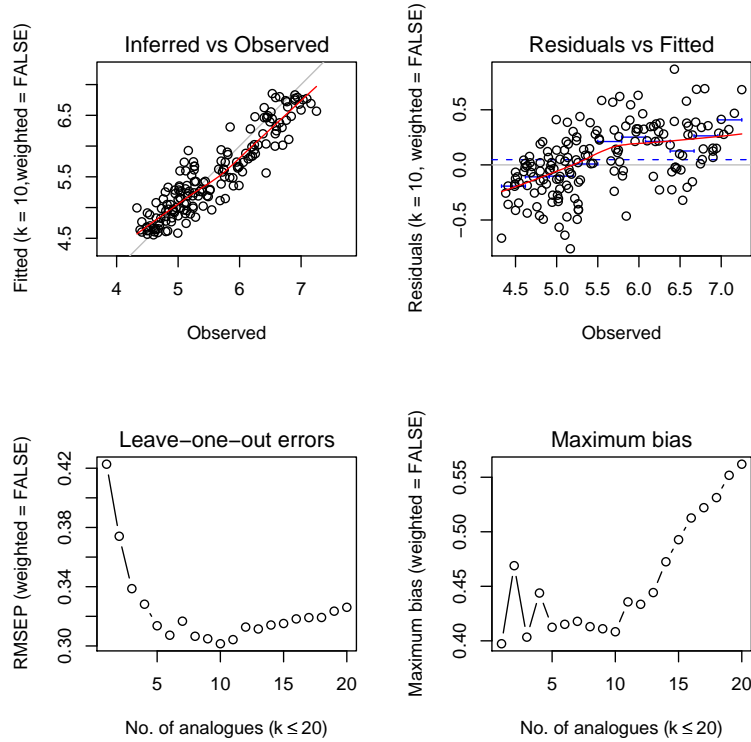 Inferred vs Observed
Fitted (k = 10,weighted = FALSE)
6.5
5.5
4.5
4 5 6 7
Observed
Residuals vs Fitted
Residuals (k = 10, weighted = FALSE)
0.5
0.0
−0.5
4.5 5.0 5.5 6.0 6.5 7.0
Observed
Leave−one−out errors
RMSEP (weighted = FALSE)
0.42
0.38
0.34
0.30
5 10 15 20
No. of analogues (k ≤ 20)
Maximum bias
Maximum bias (weighted = FALSE)
0.55
0.50
0.45
0.40
5 10 15 20
No. of analogues (k ≤ 20)